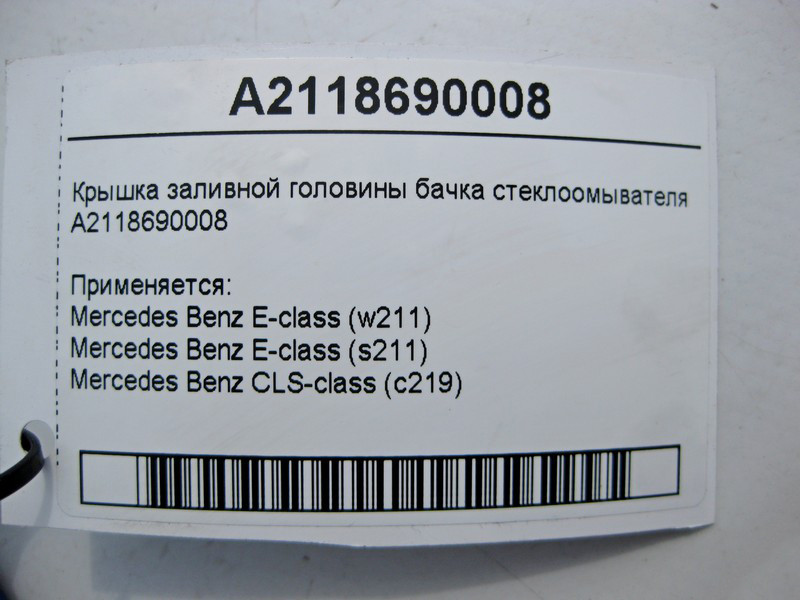 A2118690008
Крышка заливной головины бачка стеклоомывателя
A2118690008
Применяется:
Mercedes Benz E-class (w211)
Mercedes Benz E-class (s211)
Mercedes Benz CLS-class (c219)